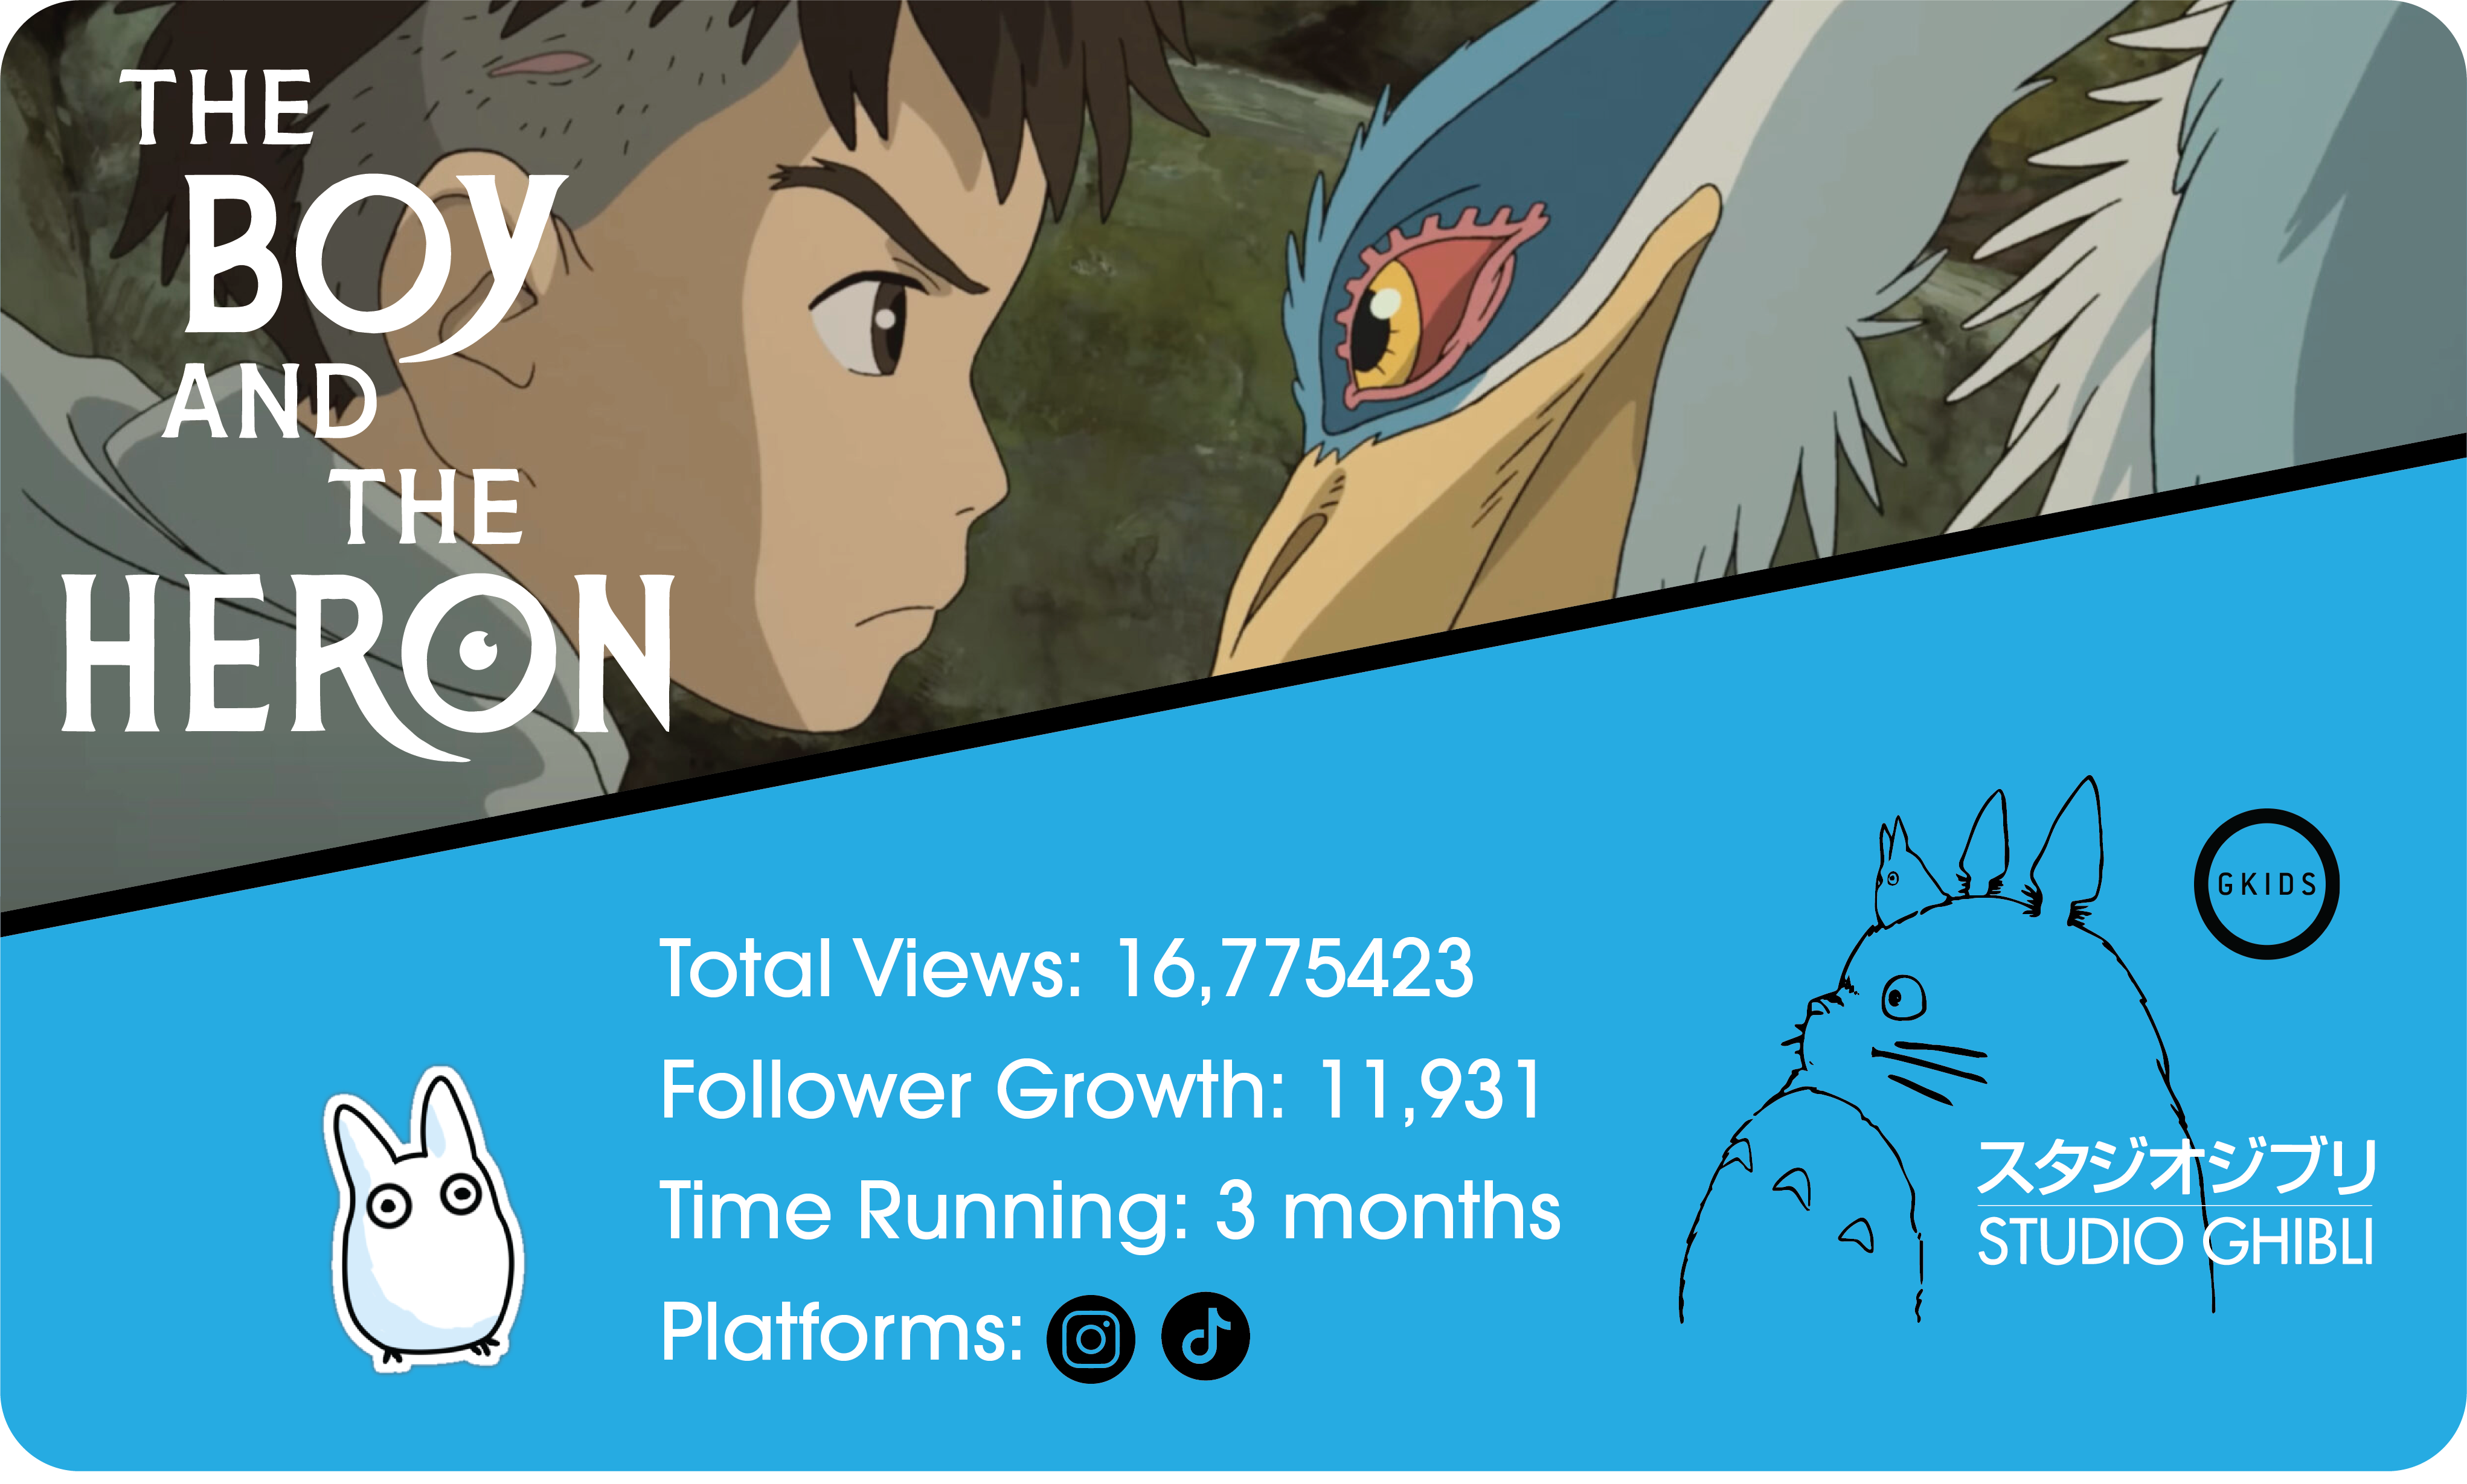 THE
BOY
AND
THE
HERON
Total Views: 16,775423
Follower Growth: 11,931
Time Running: 3 months
Platforms:
GKIDS
スタジオジブリ
STUDIO GHIBLI